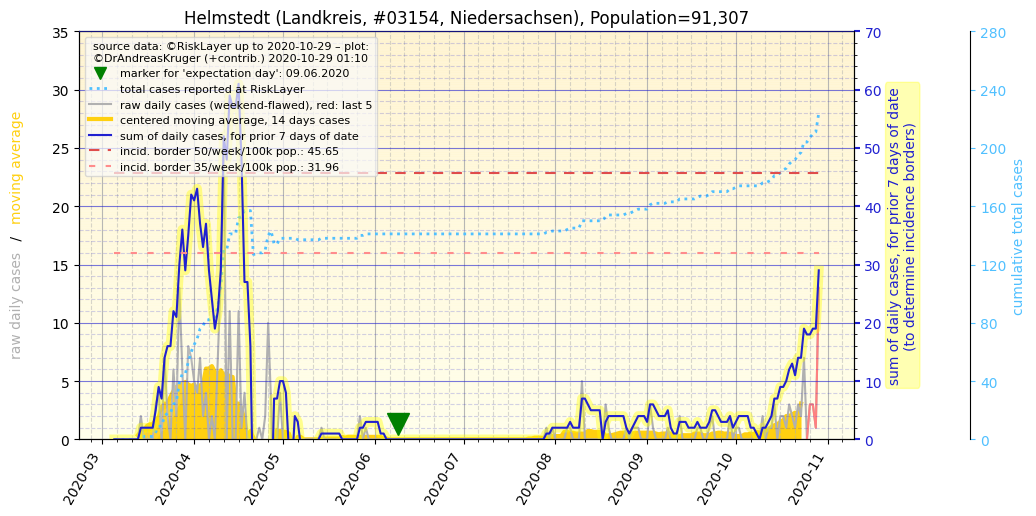 Helmstedt (Landkreis, #03154, Niedersachsen), Population=91,307
source data: ©RiskLayer up to 2020-10-29 – plot:
©DrAndreasKruger (+contrib.) 2020-10-29 01:10
marker for 'expectation day': 09.06.2020
total cases reported at RiskLayer
raw daily cases (weekend-flawed), red: last 5
centered moving average, 14 days cases
sum of daily cases, for prior 7 days of date
incid. border 50/week/100k pop.: 45.65
incid. border 35/week/100k pop.: 31.96
raw daily cases / moving average
35
30
25
20
15
10
5
0
70
60
50
40
30
20
10
0
sum of daily cases, for prior 7 days of date
(to determine incidence borders)
280
240
200
160
120
80
40
0
cumulative total cases
2020-03
2020-04
2020-05
2020-06
2020-07
2020-08
2020-09
2020-10
2020-11